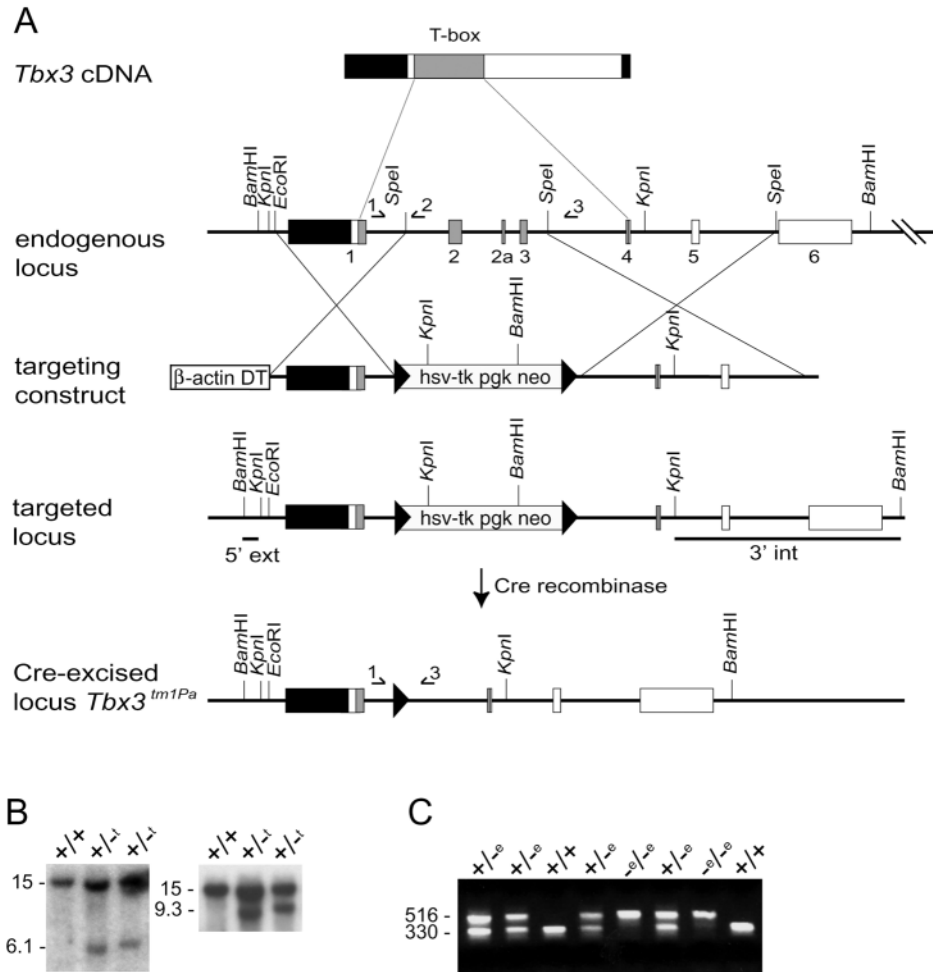 A
T-box
Tbx3 cDNA
BamHI KpnI EcoRI SpeI SpeI KpnI SpeI BamHI
1 2 3
endogenous locus
1 2 2a 3 4 5 6
KpnI BamHI KpnI
targeting construct
β-actin DT
hsv-tk pgk neo
BamHI KpnI EcoRI KpnI BamHI KpnI BamHI
targeted locus
hsv-tk pgk neo
5' ext
3' int
Cre recombinase
BamHI KpnI EcoRI KpnI BamHI
1 3
Cre-excised locus Tbx3 tm1Pa
B
+/+ +/-t +/-t
15 -
6.1 -
+/+ +/-t +/-t
15 -
9.3 -
C
+/-e +/-e +/+ +/-e -e/-e +/-e -e/-e +/+
516 -
330 -